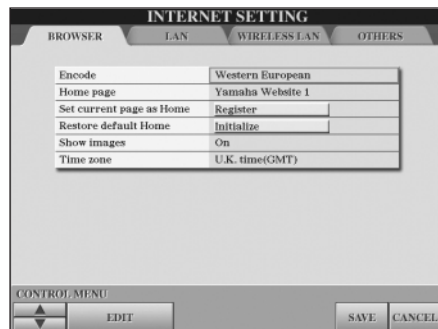 INTERNET SETTING
BROWSER LAN WIRELESS LAN OTHERS
Encode Western European
Home page Yamaha Website 1
Set current page as Home Register
Restore default Home Initialize
Show images On
Time zone U.K. time(GMT)
CONTROL MENU
EDIT SAVE CANCEL